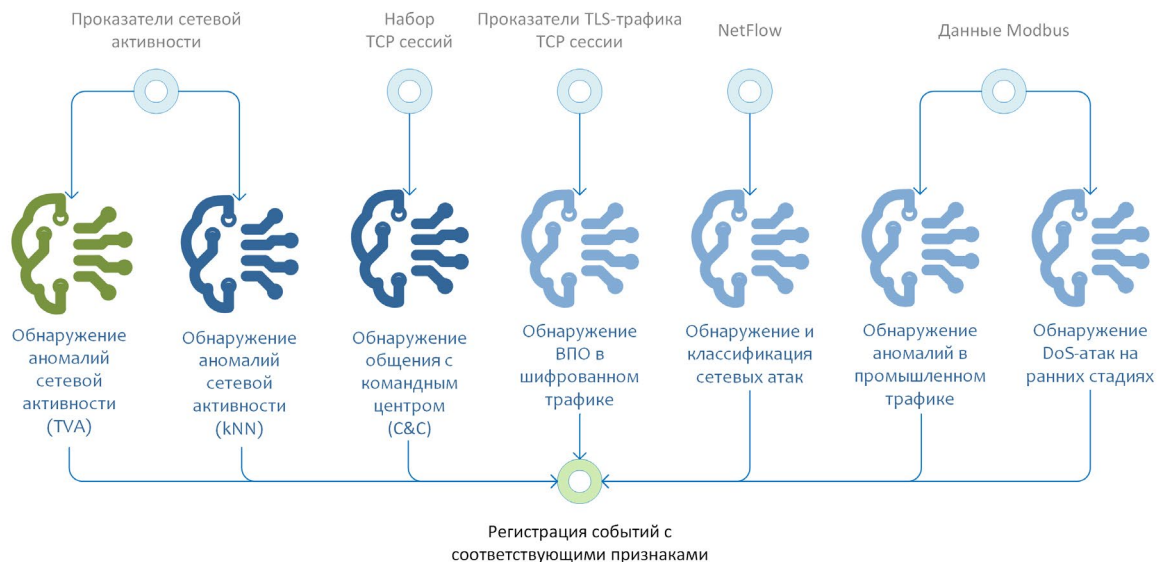 Проказатели сетевой
активности
Набор
TCP сессий
Проказатели TLS-трафика
TCP сессии
NetFlow
Данные Modbus
Обнаружение
аномалий
сетевой
активности
(TVA)
Обнаружение
аномалий
сетевой
активности
(kNN)
Обнаружение
общения с
командным
центром
(C&C)
Обнаружение
ВПО в
шифрованном
трафике
Обнаружение и
классификация
сетевых атак
Обнаружение
аномалий в
промышленном
трафике
Обнаружение
DoS-атак на
ранних стадиях
Регистрация событий с
соответствующими признаками